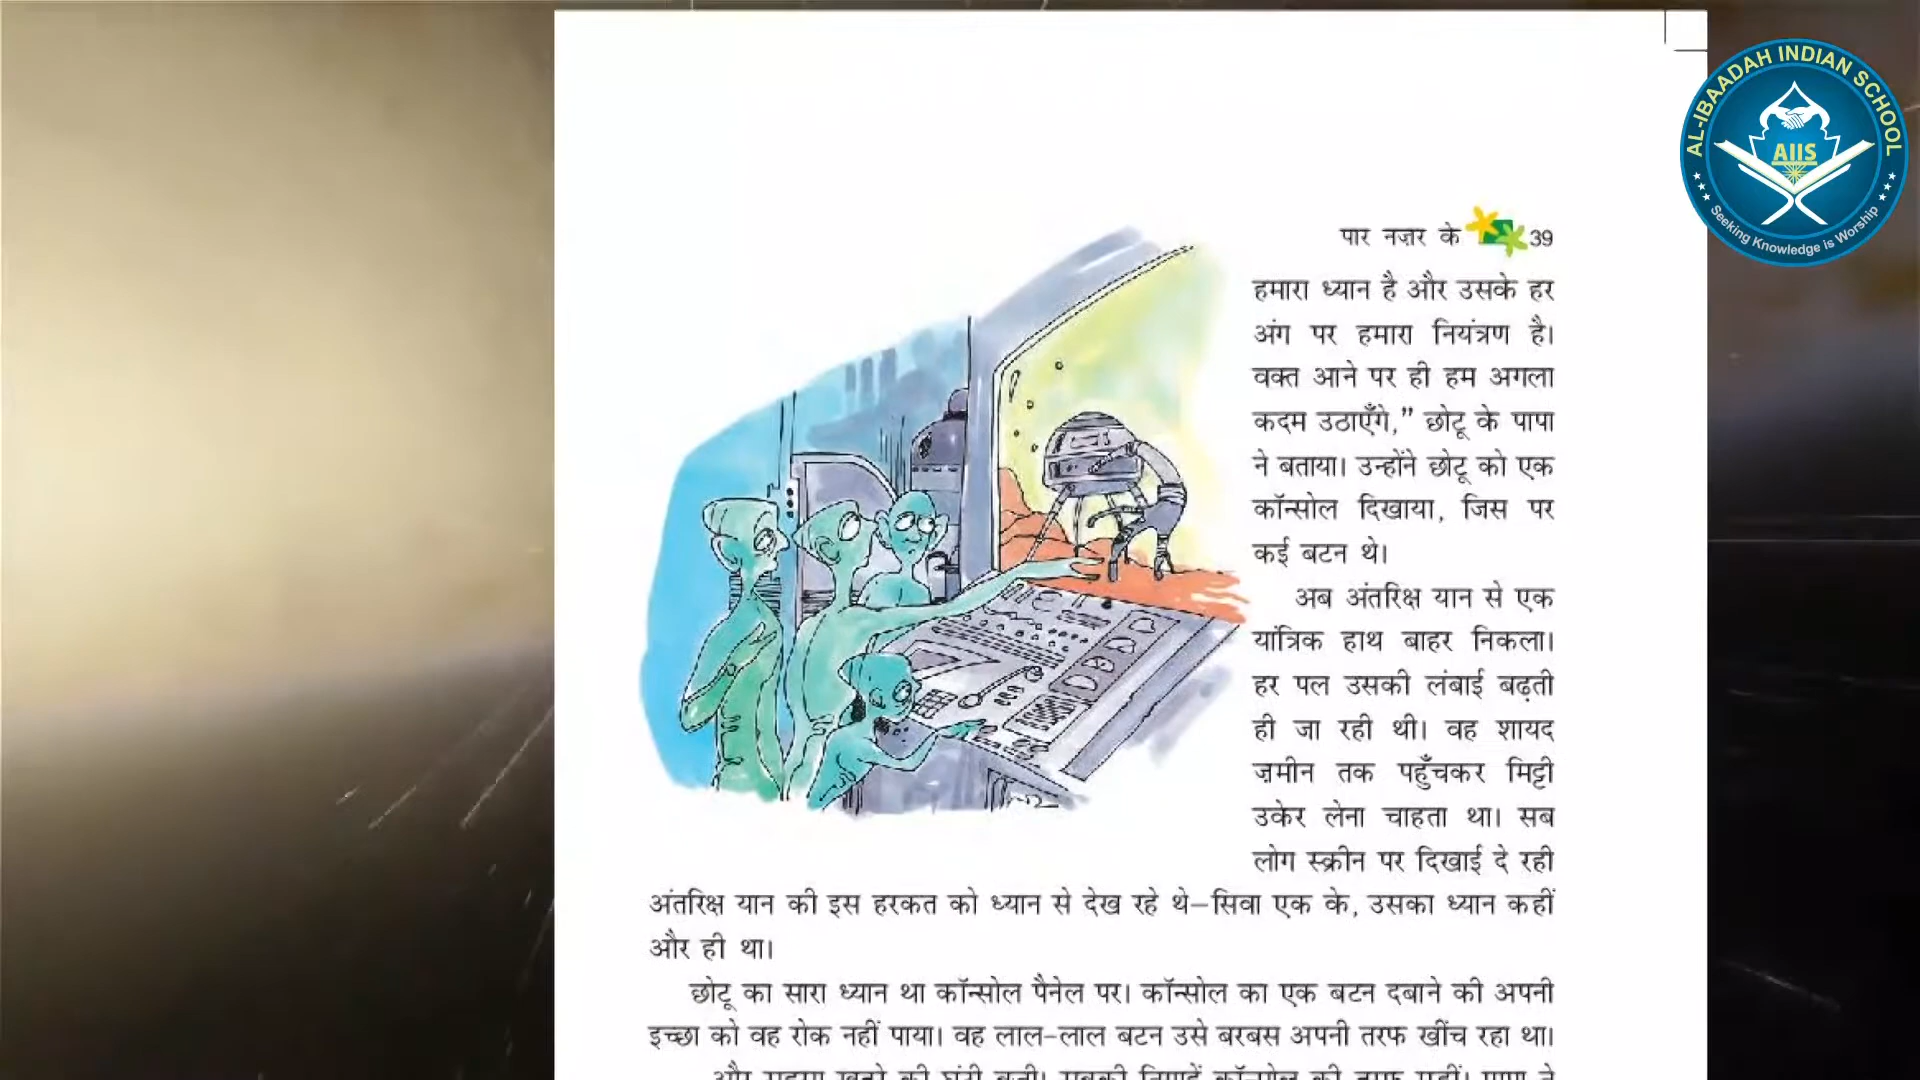 पार नज़र के 39
हमारा ध्यान है और उसके हर
अंग पर हमारा नियंत्रण है।
वक्त आने पर ही हम अगला
कदम उठाएँगे,” छोटू के पापा
ने बताया। उन्होंने छोटू को एक
कॉन्सोल दिखाया, जिस पर
कई बटन थे।
अब अंतरिक्ष यान से एक
यांत्रिक हाथ बाहर निकला।
हर पल उसकी लंबाई बढ़ती
ही जा रही थी। वह शायद
ज़मीन तक पहुँचकर मिट्टी
उकेर लेना चाहता था। सब
लोग स्क्रीन पर दिखाई दे रही
अंतरिक्ष यान की इस हरकत को ध्यान से देख रहे थे—सिवा एक के, उसका ध्यान कहीं
और ही था।
छोटू का सारा ध्यान था कॉन्सोल पैनेल पर। कॉन्सोल का एक बटन दबाने की अपनी
इच्छा को वह रोक नहीं पाया। वह लाल-लाल बटन उसे बरबस अपनी तरफ खींच रहा था।
AL-IBAADAH INDIAN SCHOOL
AIIS
Seeking Knowledge is Worship